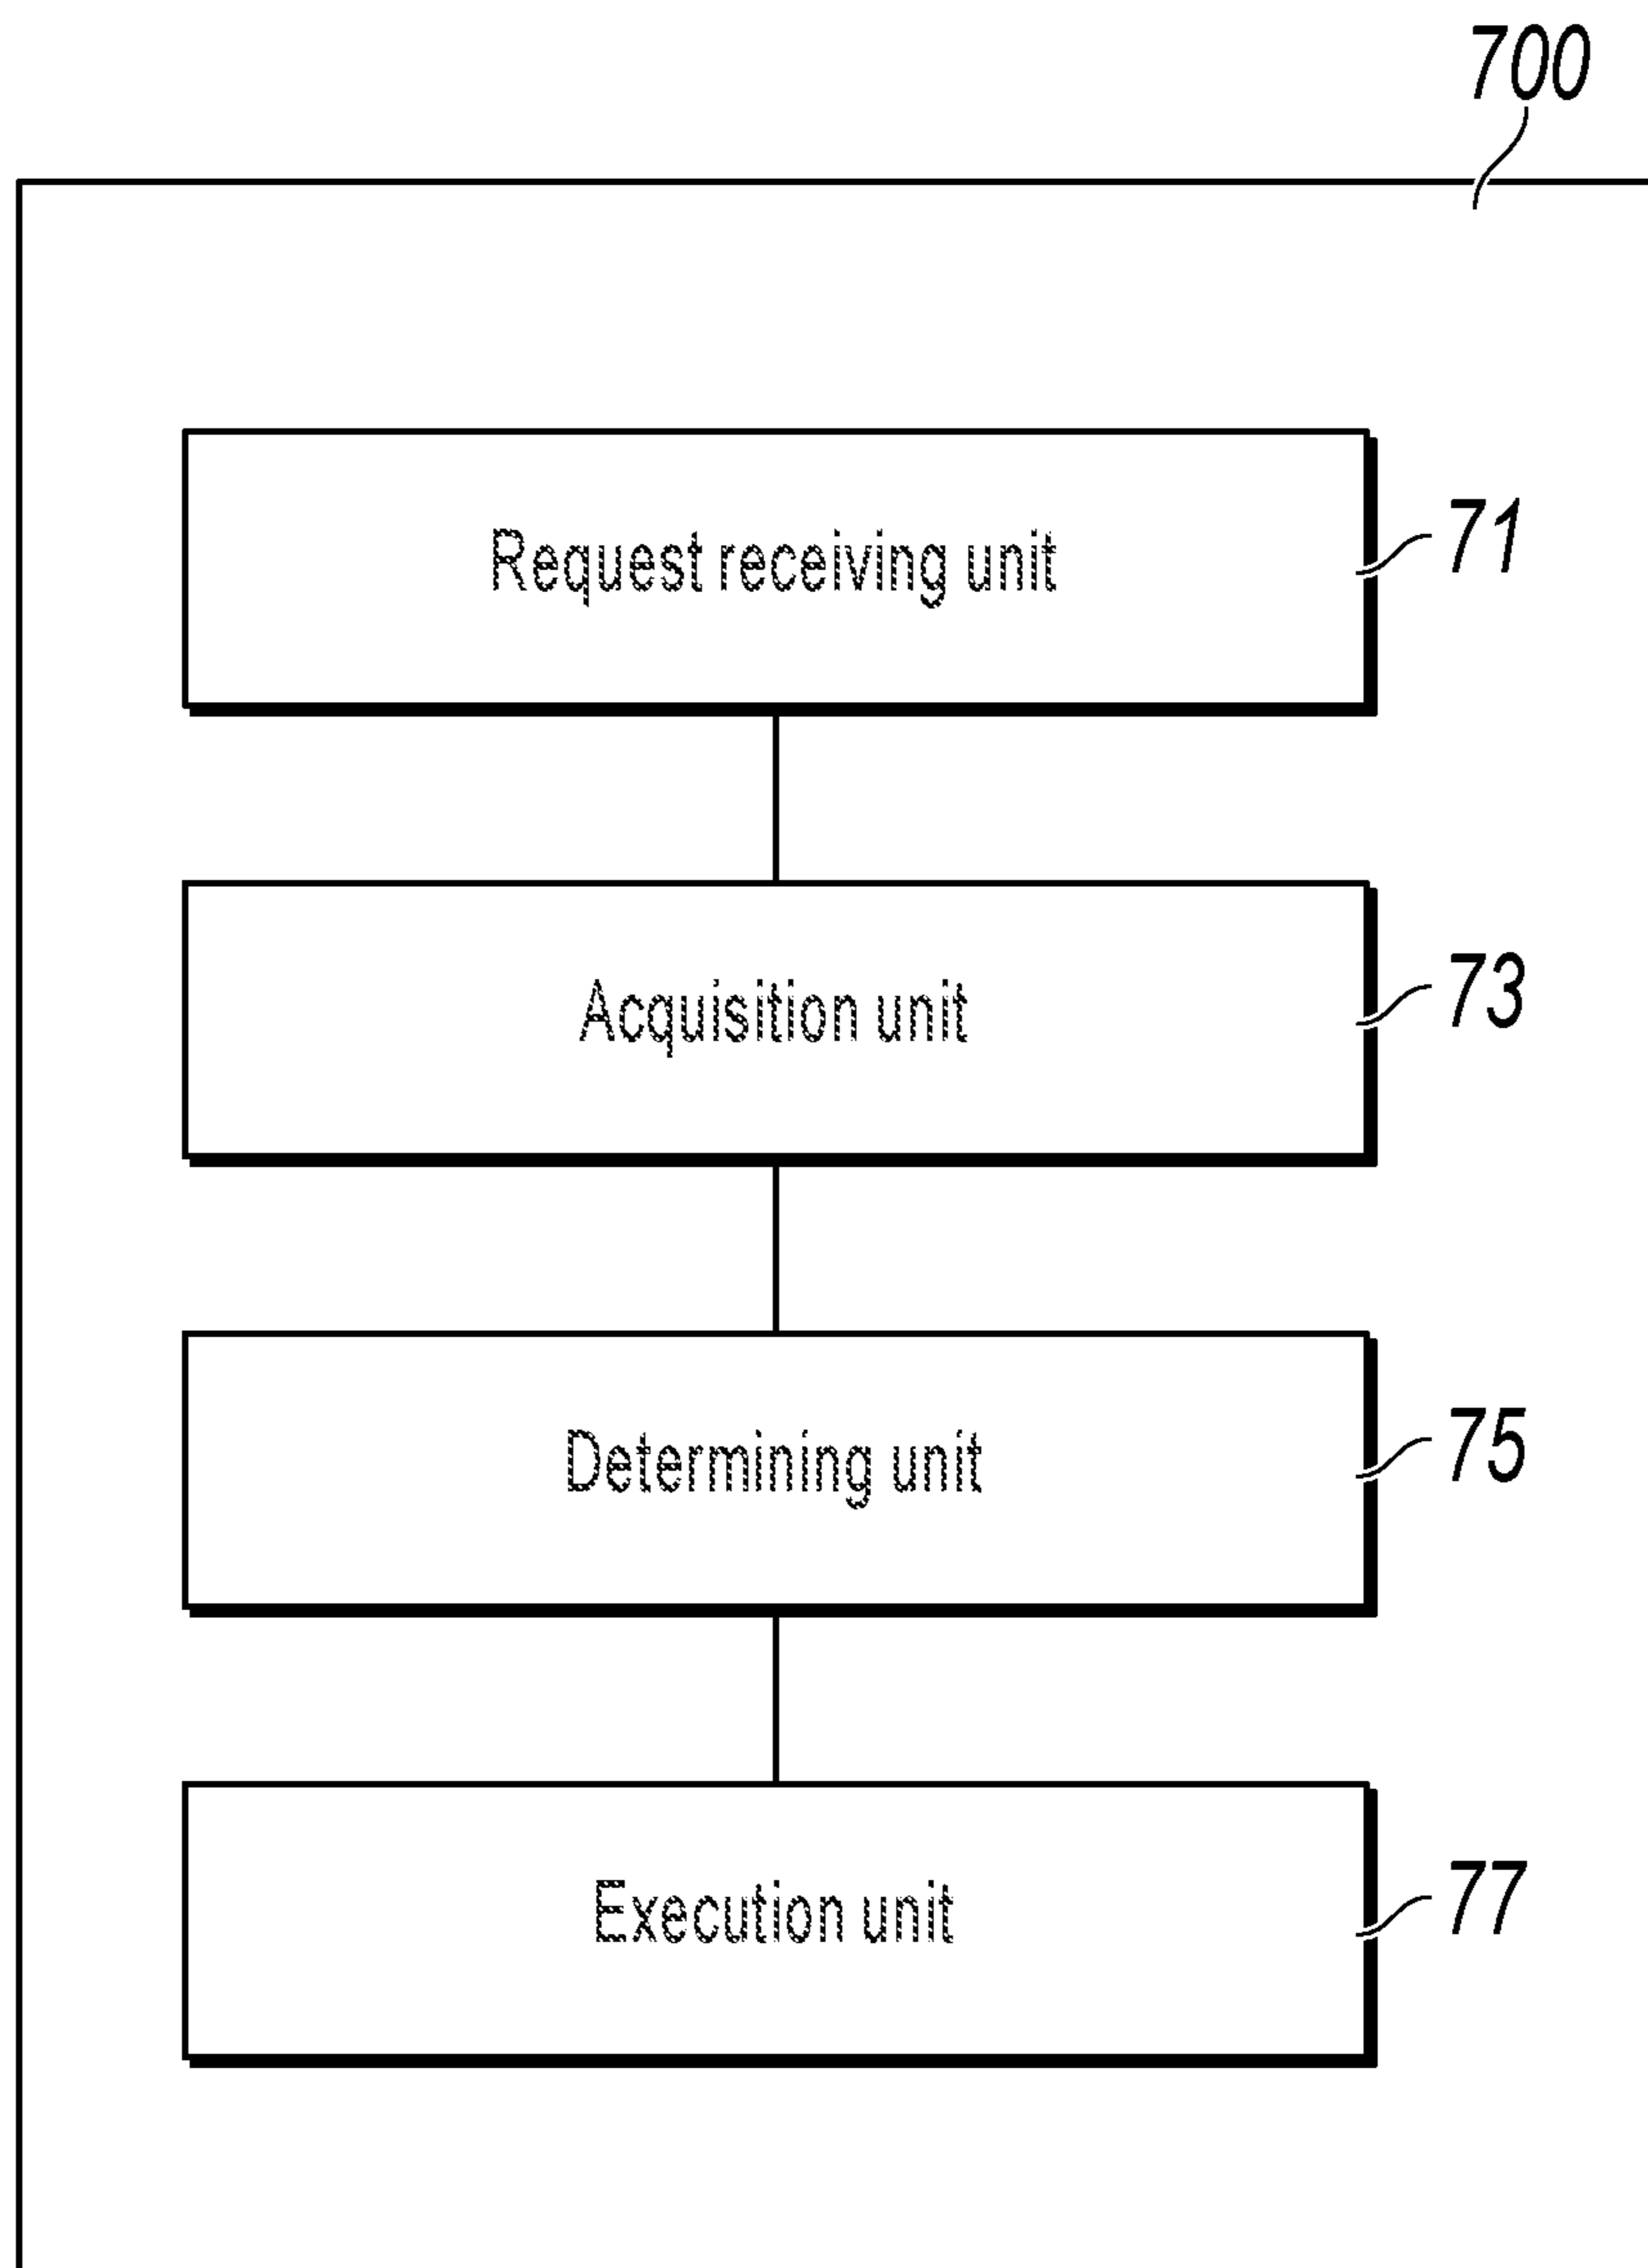 700
Request receiving unit
71
Acquisition unit
73
Determining unit
75
Execution unit
77